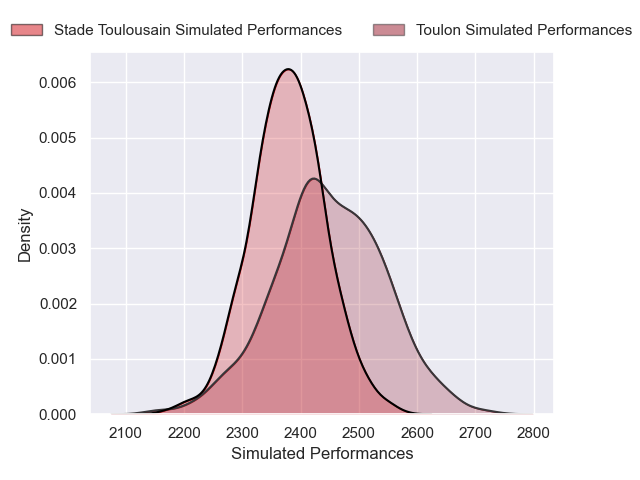 Stade Toulousain Simulated Performances Toulon Simulated Performances
0.006
0.005
0.004
0.003
0.002
0.001
0.000
Density
2100 2200 2300 2400 2500 2600 2700 2800
Simulated Performances